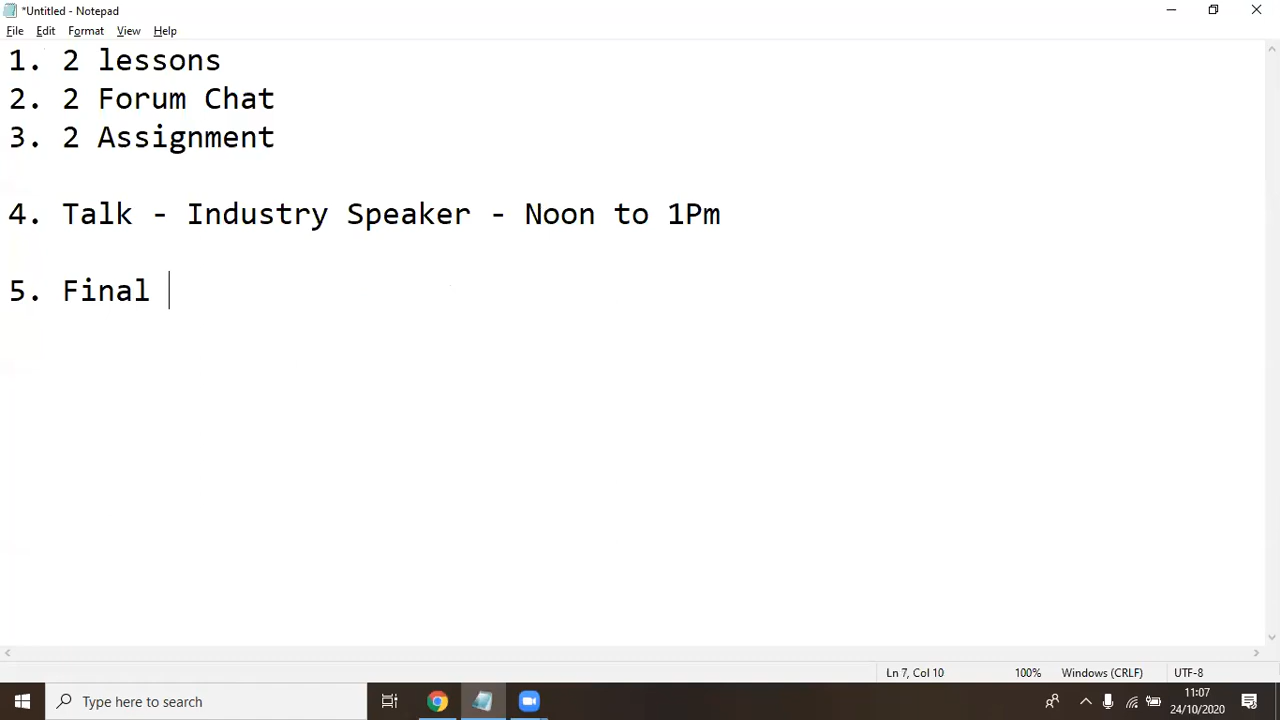 *Untitled - Notepad
File Edit Format View Help
1. 2 lessons
2. 2 Forum Chat
3. 2 Assignment
4. Talk - Industry Speaker - Noon to 1Pm
5. Final
Ln 7, Col 10 100% Windows (CRLF) UTF-8
Type here to search
11:07
24/10/2020